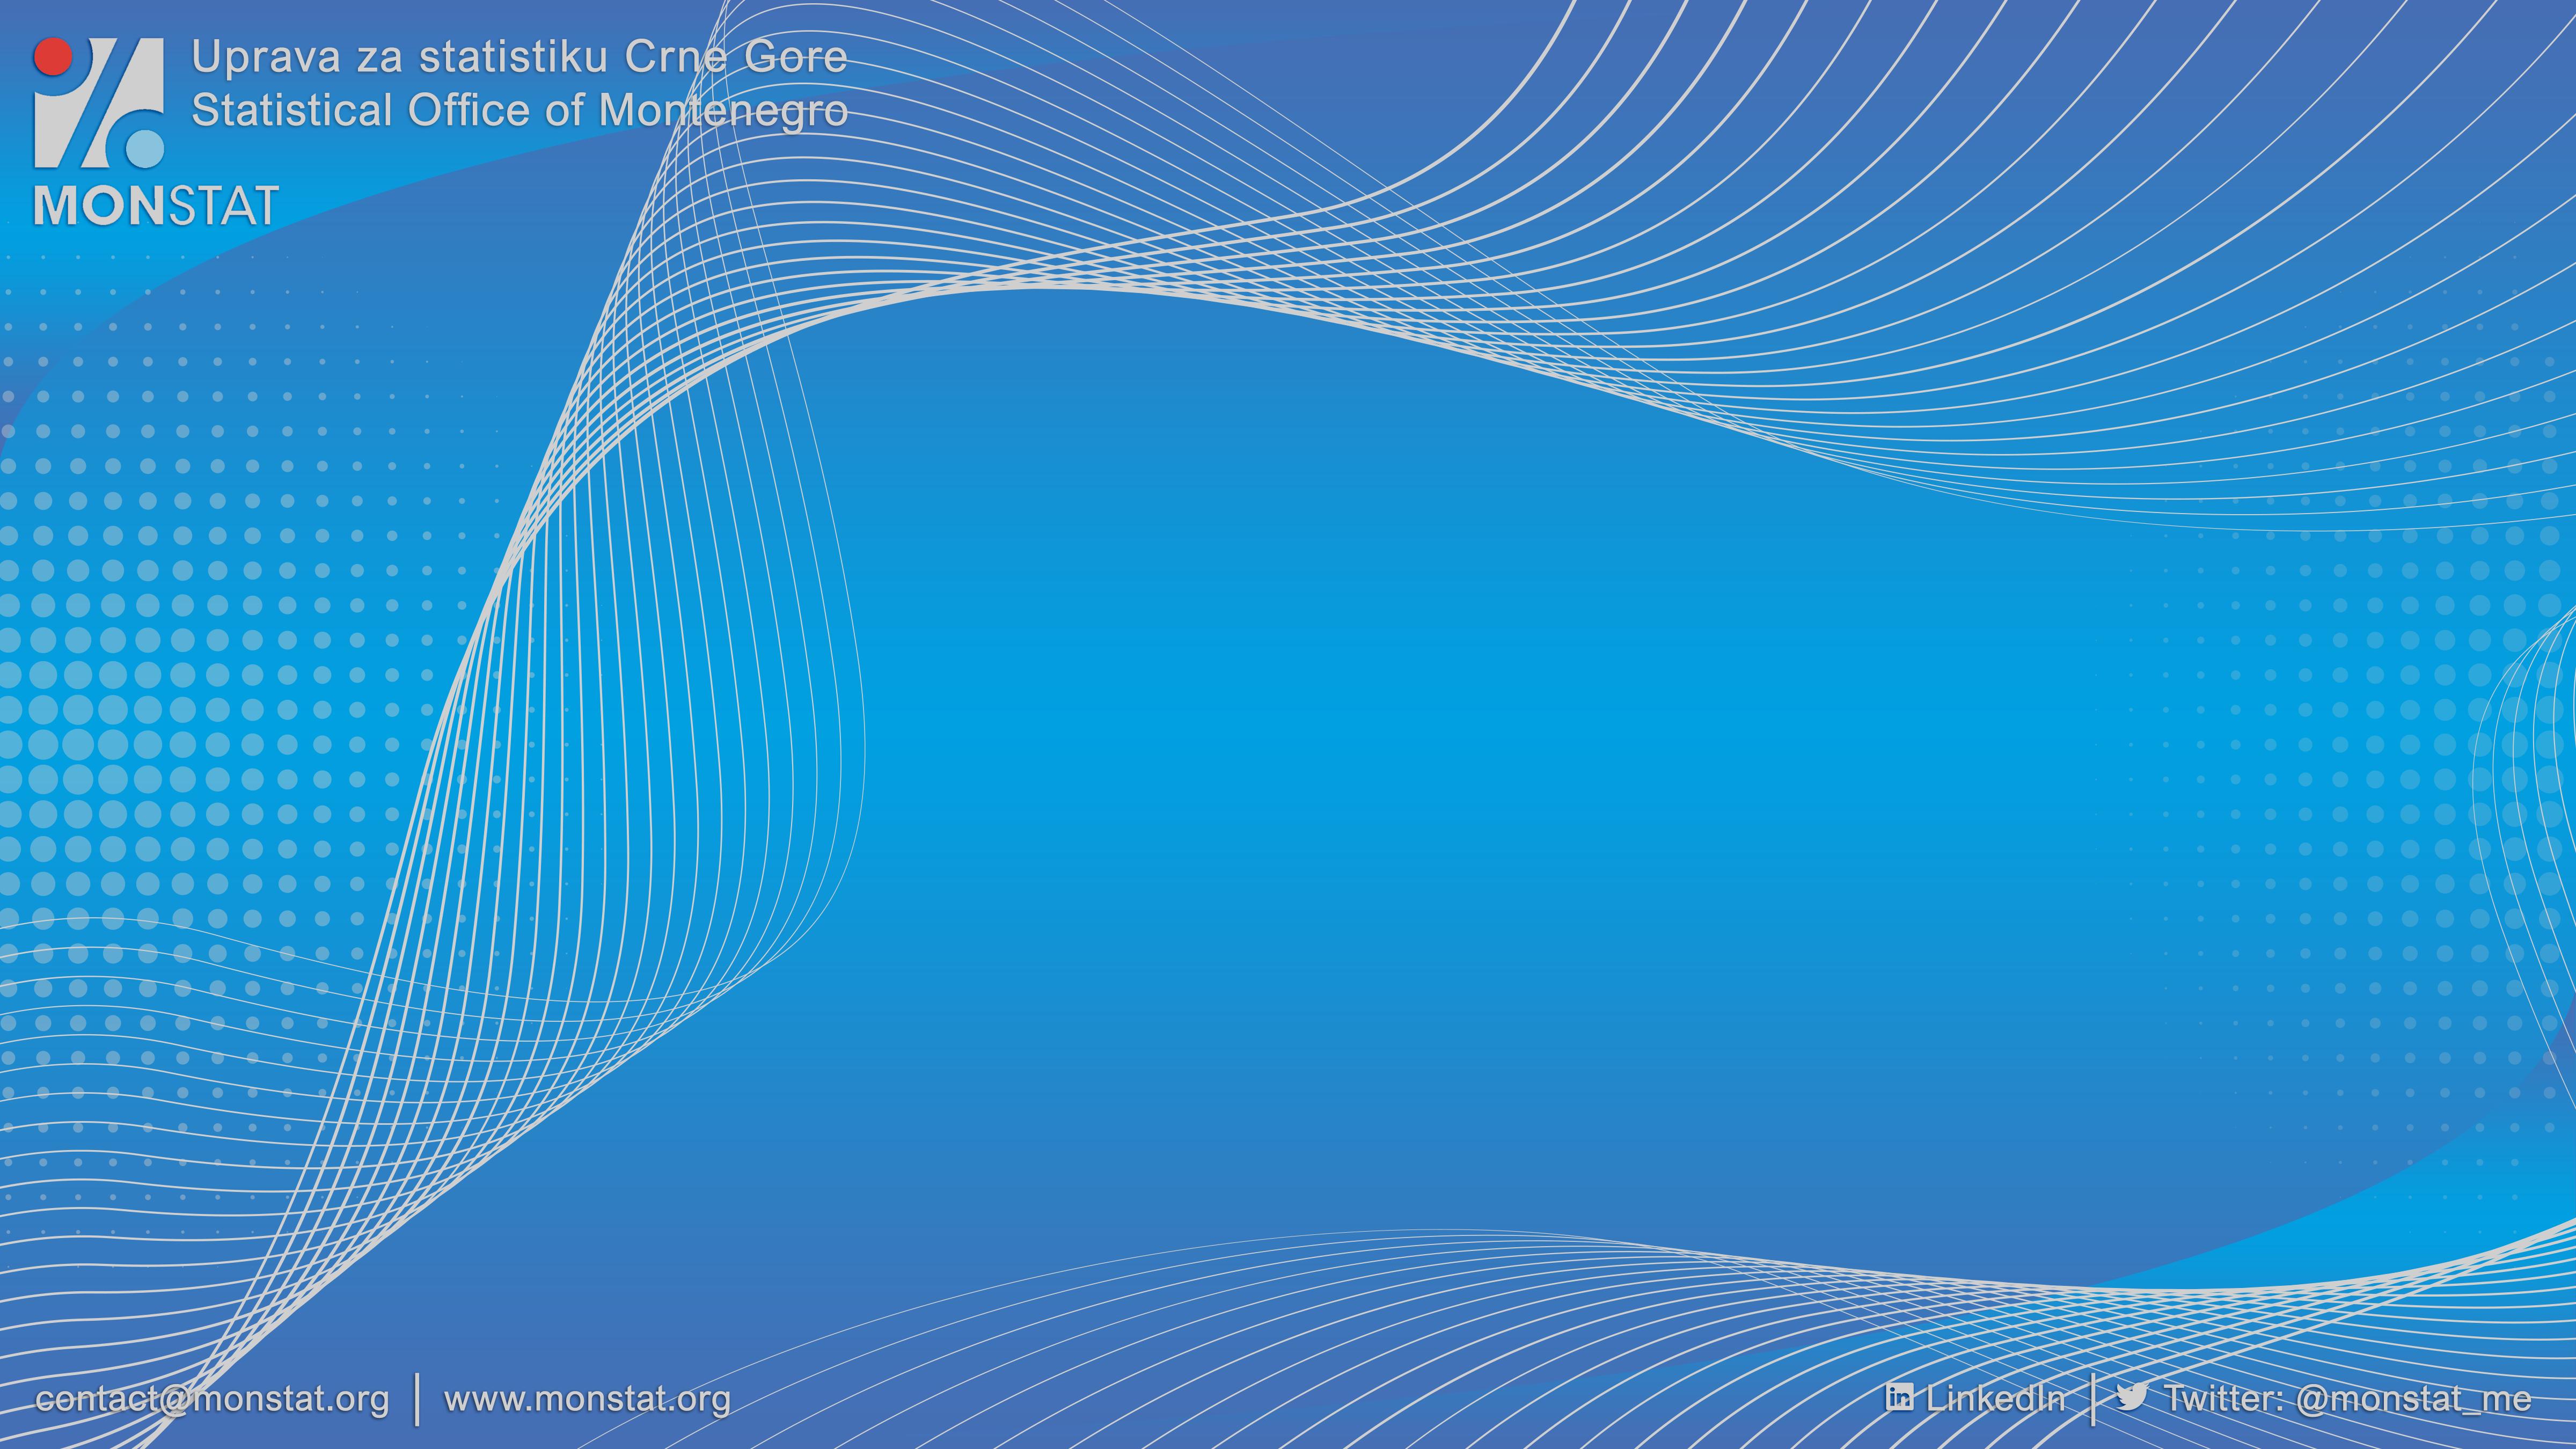 Uprava za statistiku Crne Gore
Statistical Office of Montenegro
MONSTAT
contact@monstat.org | www.monstat.org
LinkedIn | Twitter: @monstat_me